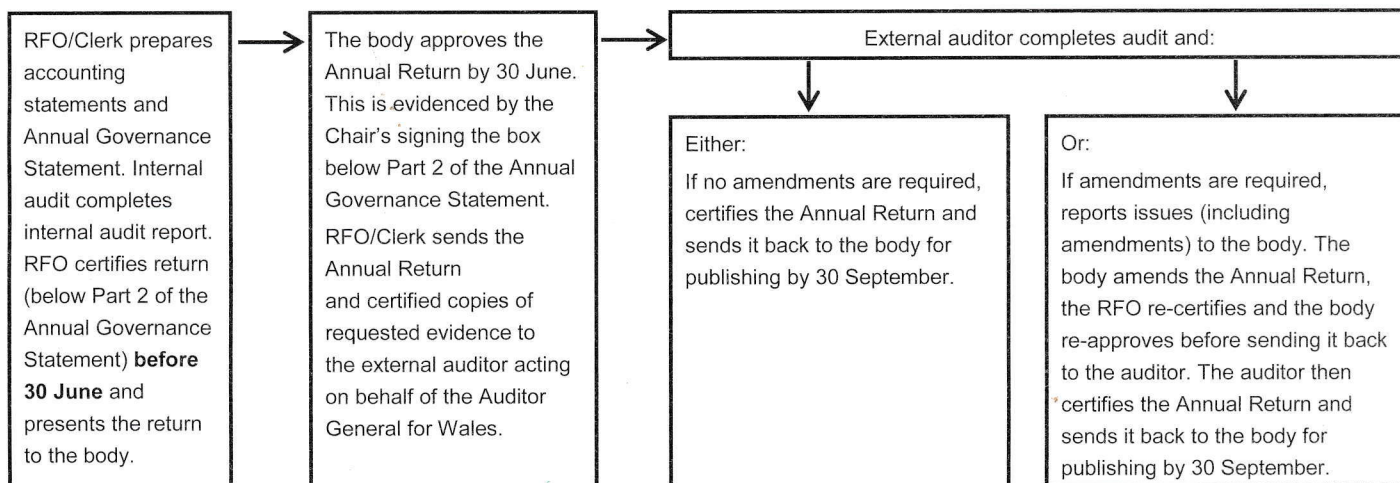 RFO/Clerk prepares
accounting
statements and
Annual Governance
Statement. Internal
audit completes
internal audit report.
RFO certifies return
(below Part 2 of the
Annual Governance
Statement) before
30 June and
presents the return
to the body.
The body approves the
Annual Return by 30 June.
This is evidenced by the
Chair's signing the box
below Part 2 of the Annual
Governance Statement.
RFO/Clerk sends the
Annual Return
and certified copies of
requested evidence to
the external auditor acting
on behalf of the Auditor
General for Wales.
External auditor completes audit and:
Either:
If no amendments are required,
certifies the Annual Return and
sends it back to the body for
publishing by 30 September.
Or:
If amendments are required,
reports issues (including
amendments) to the body. The
body amends the Annual Return,
the RFO re-certifies and the body
re-approves before sending it back
to the auditor. The auditor then
certifies the Annual Return and
sends it back to the body for
publishing by 30 September.